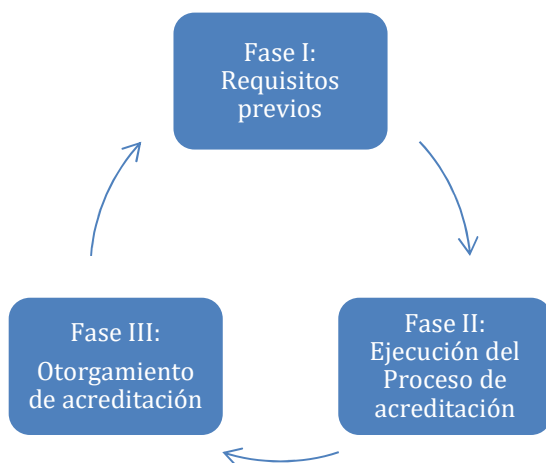 Fase I:
Requisitos
previos
Fase II:
Ejecución del
Proceso de
acreditación
Fase III:
Otorgamiento
de acreditación